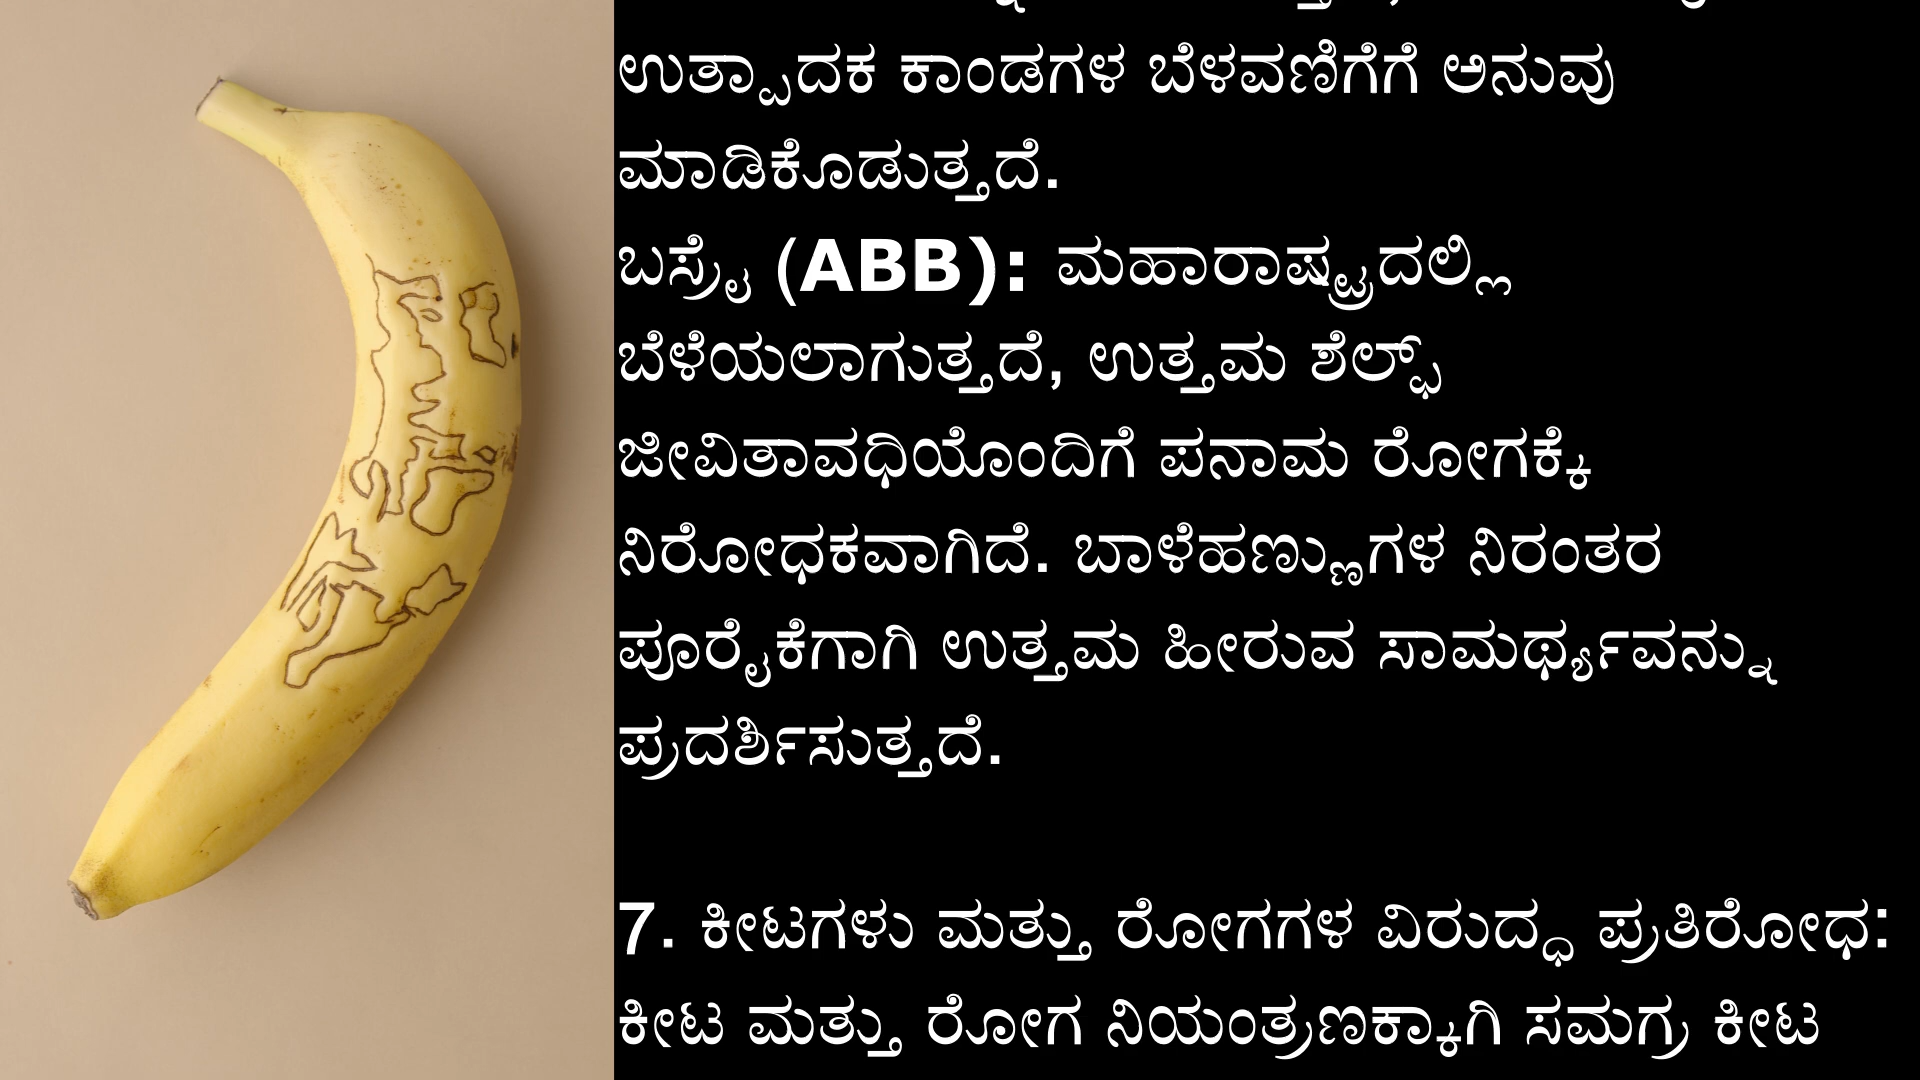 ಉತ್ಪಾದಕ ಕಾಂಡಗಳ ಬೆಳವಣಿಗೆಗೆ ಅನುವು
ಮಾಡಿಕೊಡುತ್ತದೆ.
ಬಸ್ರೈ (ABB): ಮಹಾರಾಷ್ಟ್ರದಲ್ಲಿ
ಬೆಳೆಯಲಾಗುತ್ತದೆ, ಉತ್ತಮ ಶೆಲ್ಫ್
ಜೀವಿತಾವಧಿಯೊಂದಿಗೆ ಪನಾಮ ರೋಗಕ್ಕೆ
ನಿರೋಧಕವಾಗಿದೆ. ಬಾಳೆಹಣ್ಣುಗಳ ನಿರಂತರ
ಪೂರೈಕೆಗಾಗಿ ಉತ್ತಮ ಹೀರುವ ಸಾಮರ್ಥ್ಯವನ್ನು
ಪ್ರದರ್ಶಿಸುತ್ತದೆ.
7. ಕೀಟಗಳು ಮತ್ತು ರೋಗಗಳ ವಿರುದ್ಧ ಪ್ರತಿರೋಧ:
ಕೀಟ ಮತ್ತು ರೋಗ ನಿಯಂತ್ರಣಕ್ಕಾಗಿ ಸಮಗ್ರ ಕೀಟ